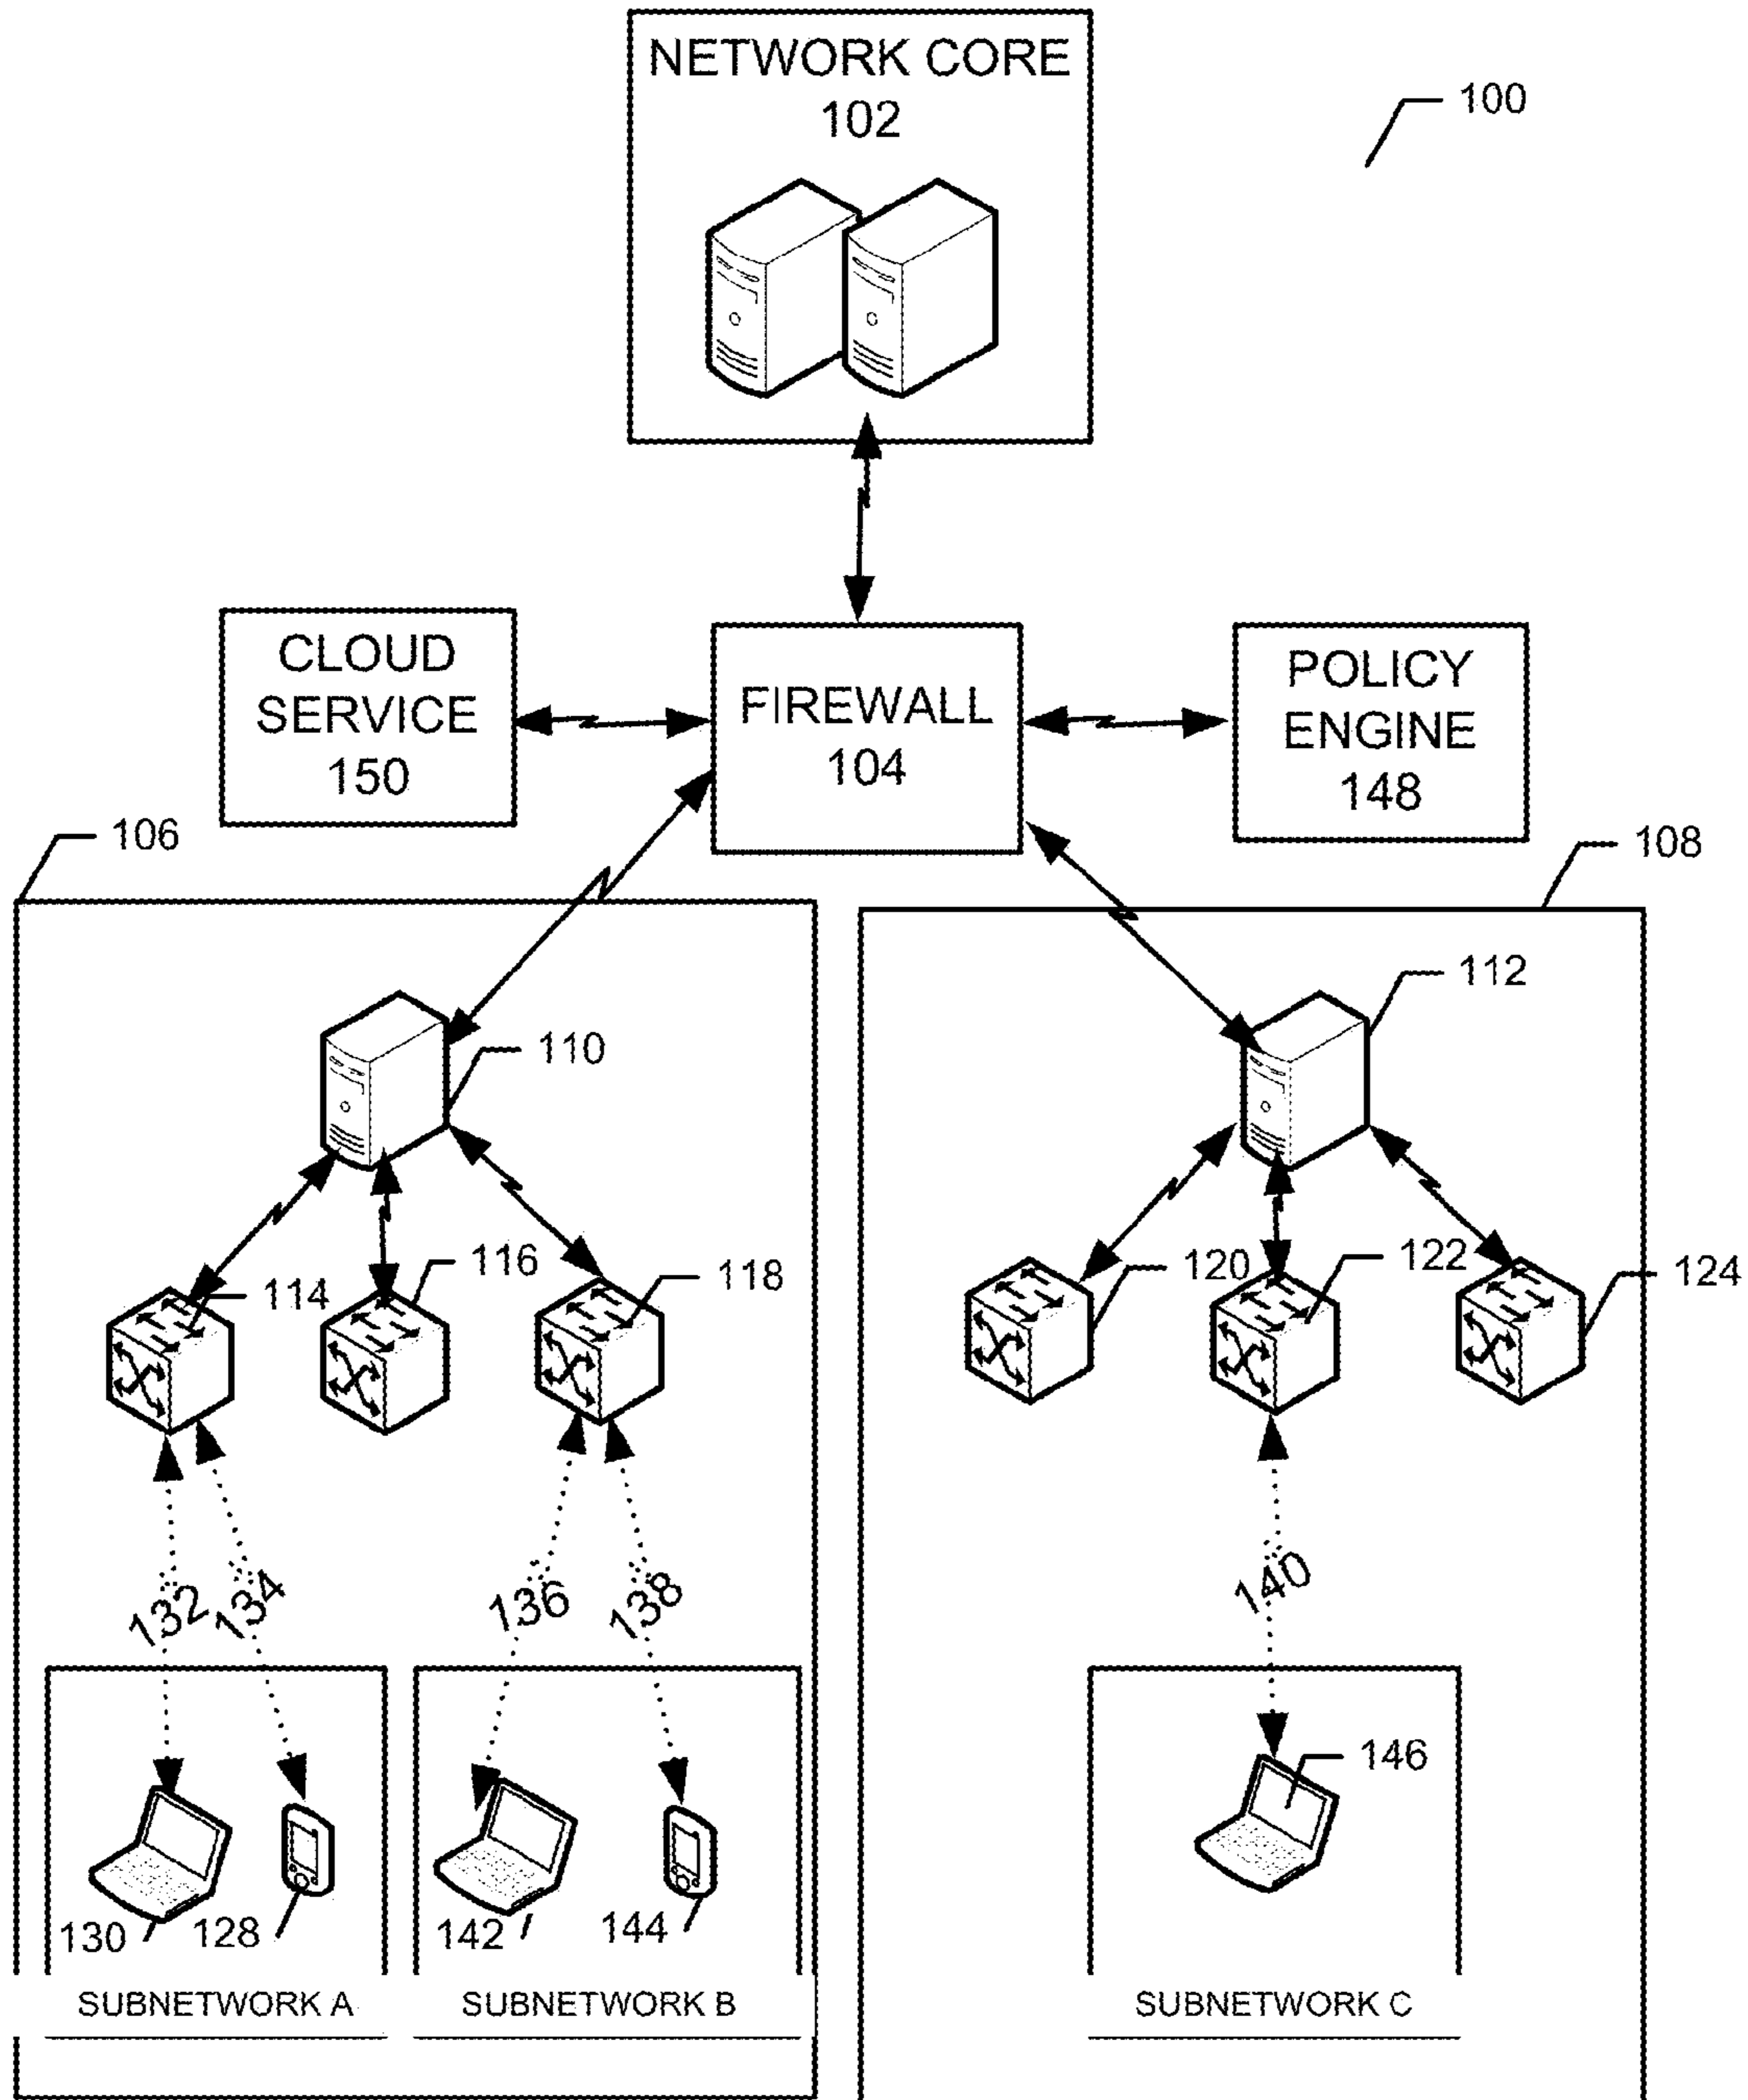 NETWORK CORE
102
100
CLOUD
SERVICE
150
FIREWALL
104
POLICY
ENGINE
148
106
108
112
110
114
116
118
120
122
124
132
134
136
138
140
146
130
128
142
144
SUBNETWORK A
SUBNETWORK B
SUBNETWORK C